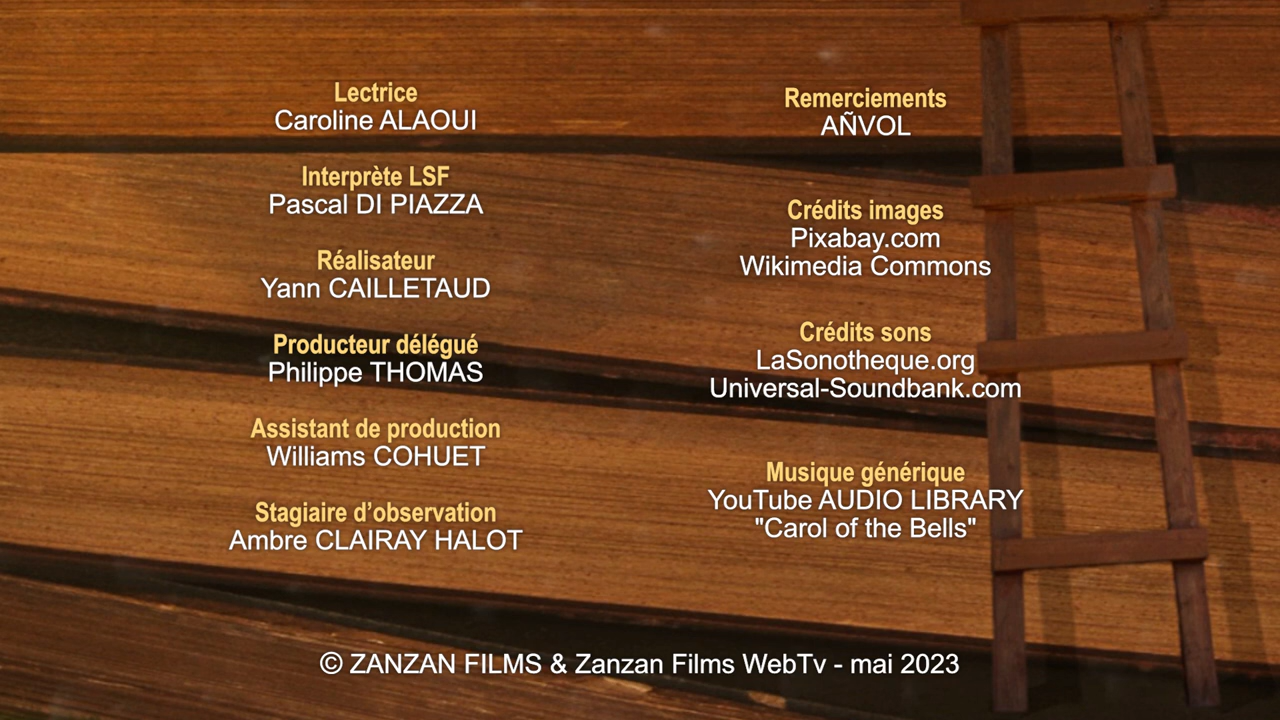 Lectrice
Caroline ALAOUI
Interprète LSF
Pascal DI PIAZZA
Réalisateur
Yann CAILLETAUD
Producteur délégué
Philippe THOMAS
Assistant de production
Williams COHUET
Stagiaire d’observation
Ambre CLAIRAY HALOT
Remerciements
AÑVOL
Crédits images
Pixabay.com
Wikimedia Commons
Crédits sons
LaSonotheque.org
Universal-Soundbank.com
Musique générique
YouTube AUDIO LIBRARY
"Carol of the Bells"
© ZANZAN FILMS & Zanzan Films WebTv - mai 2023